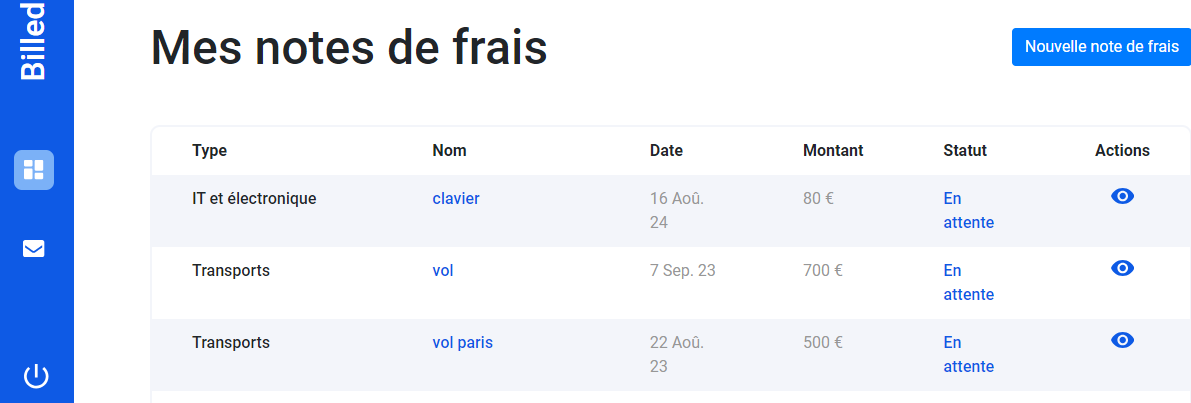 Billed
Mes notes de frais
Nouvelle note de frais
Type Nom Date Montant Statut Actions
IT et électronique clavier 16 Aoû. 24 80 € En attente
Transports vol 7 Sep. 23 700 € En attente
Transports vol paris 22 Aoû. 23 500 € En attente